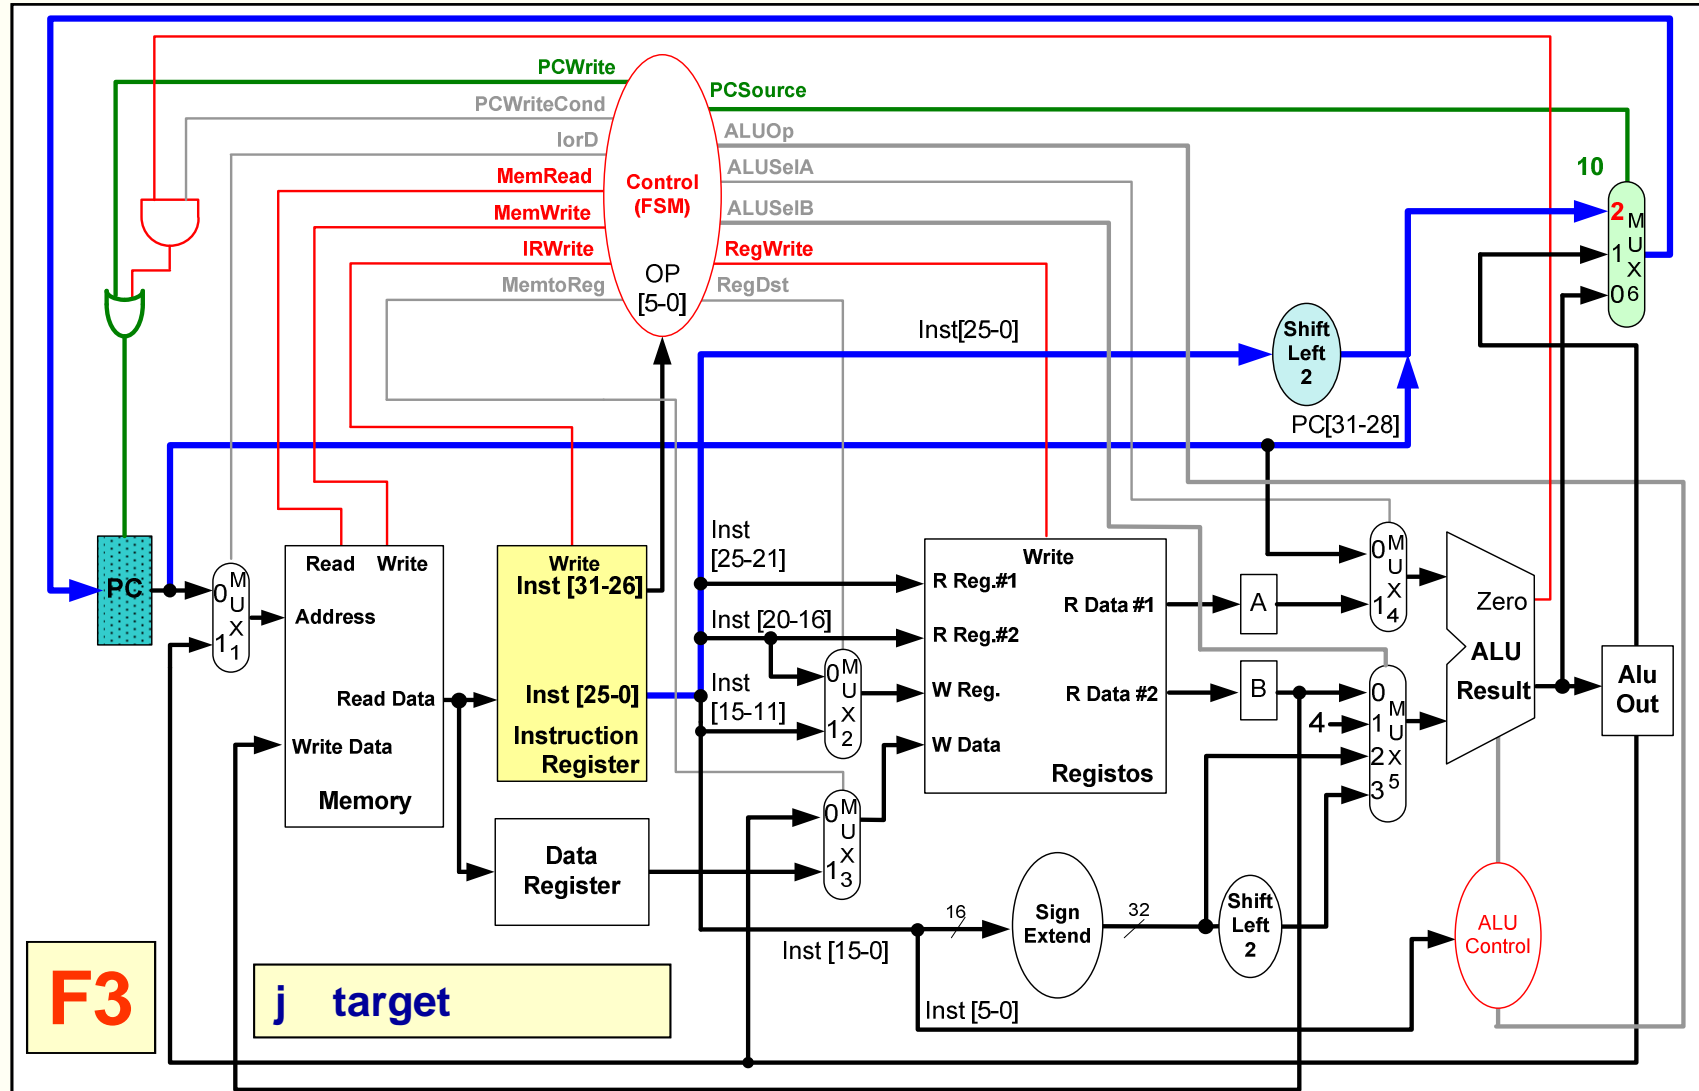 PCWrite
PCWriteCond
IorD
MemRead
MemWrite
IRWrite
MemtoReg
Control
(FSM)
OP
[5-0]
PCSource
ALUOp
ALUSelA
ALUSelB
RegWrite
RegDst
10
2
1
0
M
U
X
6
Inst[25-0]
Shift
Left
2
PC[31-28]
PC
0
1
M
U
X
1
Read Write
Address
Read Data
Write Data
Memory
Write
Inst [31-26]
Inst [25-0]
Instruction
Register
Data
Register
Inst
[25-21]
Inst [20-16]
Inst
[15-11]
0
1
M
U
X
2
0
1
M
U
X
3
Write
R Reg.#1
R Reg.#2
W Reg.
W Data
R Data #1
R Data #2
Registos
A
B
4
0
1
M
U
X
4
0
1
2
3
M
U
X
5
Zero
ALU
Result
Alu
Out
Inst [15-0]
16
Sign
Extend
32
Shift
Left
2
ALU
Control
Inst [5-0]
F3
j target